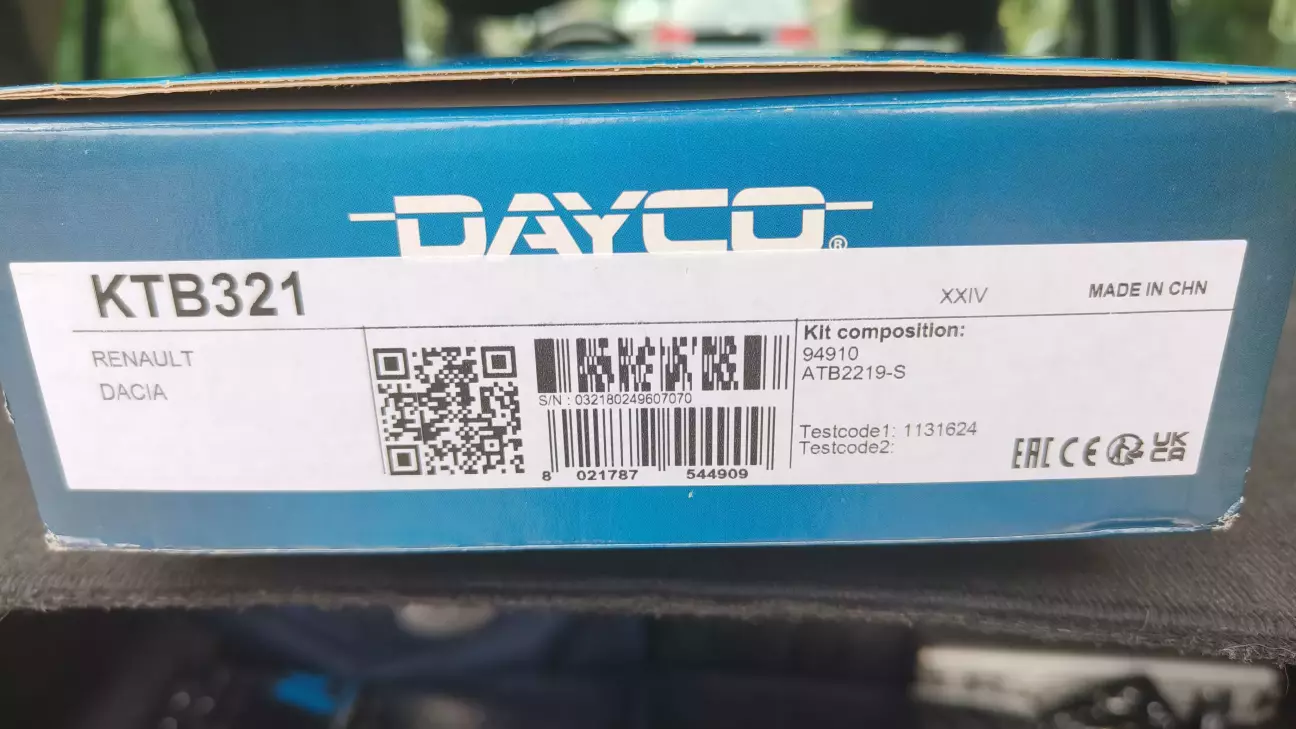 DAYCO®
KTB321
XXIV
MADE IN CHN
RENAULT
DACIA
S/N : 032180249607070
8 021787 544909
Kit composition:
94910
ATB2219-S
Testcode1: 1131624
Testcode2:
EAC CE UK
CA